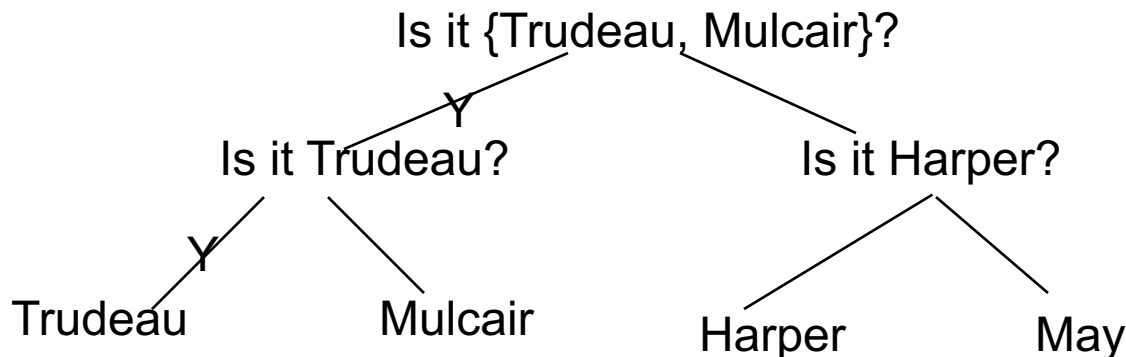 Is it {Trudeau, Mulcair}?
Y
Is it Trudeau?
Is it Harper?
Y
Trudeau
Mulcair
Harper
May